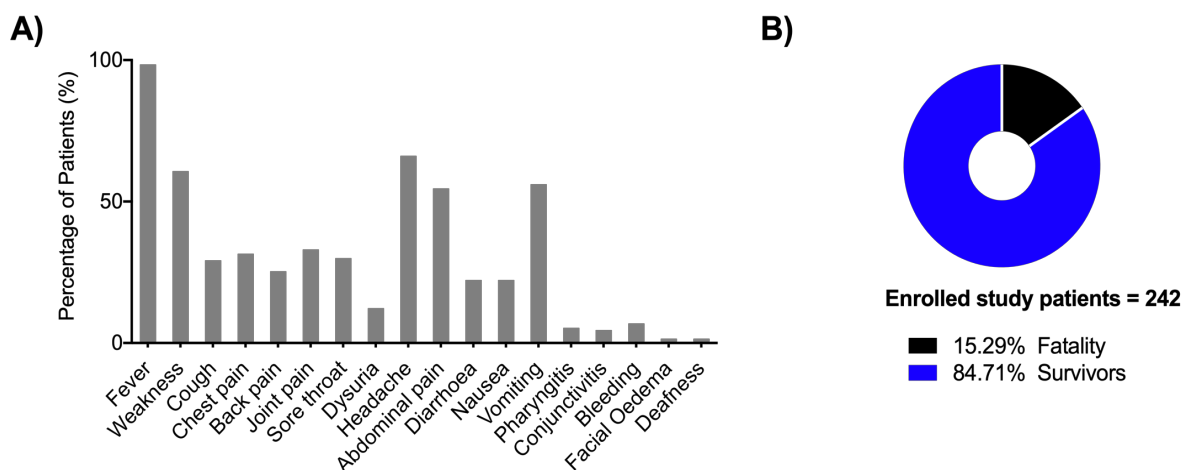 A)
Percentage of Patients (%)
100
50
0
Fever
Weakness
Cough
Chest pain
Back pain
Joint pain
Sore throat
Dysuria
Headache
Abdominal pain
Diarrhoea
Nausea
Vomiting
Pharyngitis
Conjunctivitis
Bleeding
Facial Oedema
Deafness
B)
Enrolled study patients = 242
15.29% Fatality
84.71% Survivors